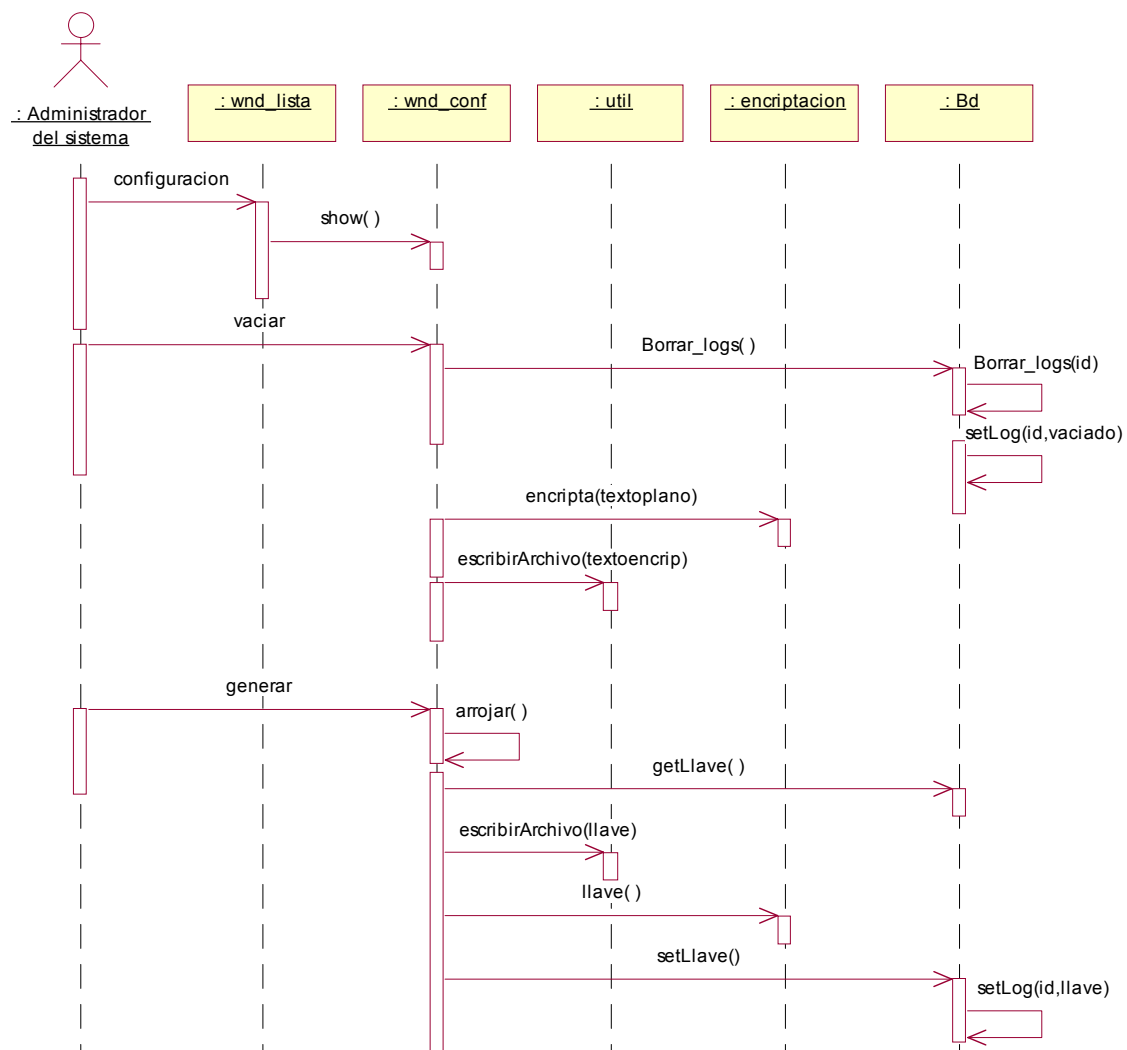 : Administrador
del sistema
: wnd_lista
: wnd_conf
: util
: encriptacion
: Bd
configuracion
show( )
vaciar
Borrar_logs( )
Borrar_logs(id)
setLog(id,vaciado)
encripta(textoplano)
escribirArchivo(textoencrip)
generar
arrojar( )
getLlave( )
escribirArchivo(llave)
llave( )
setLlave()
setLog(id,llave)